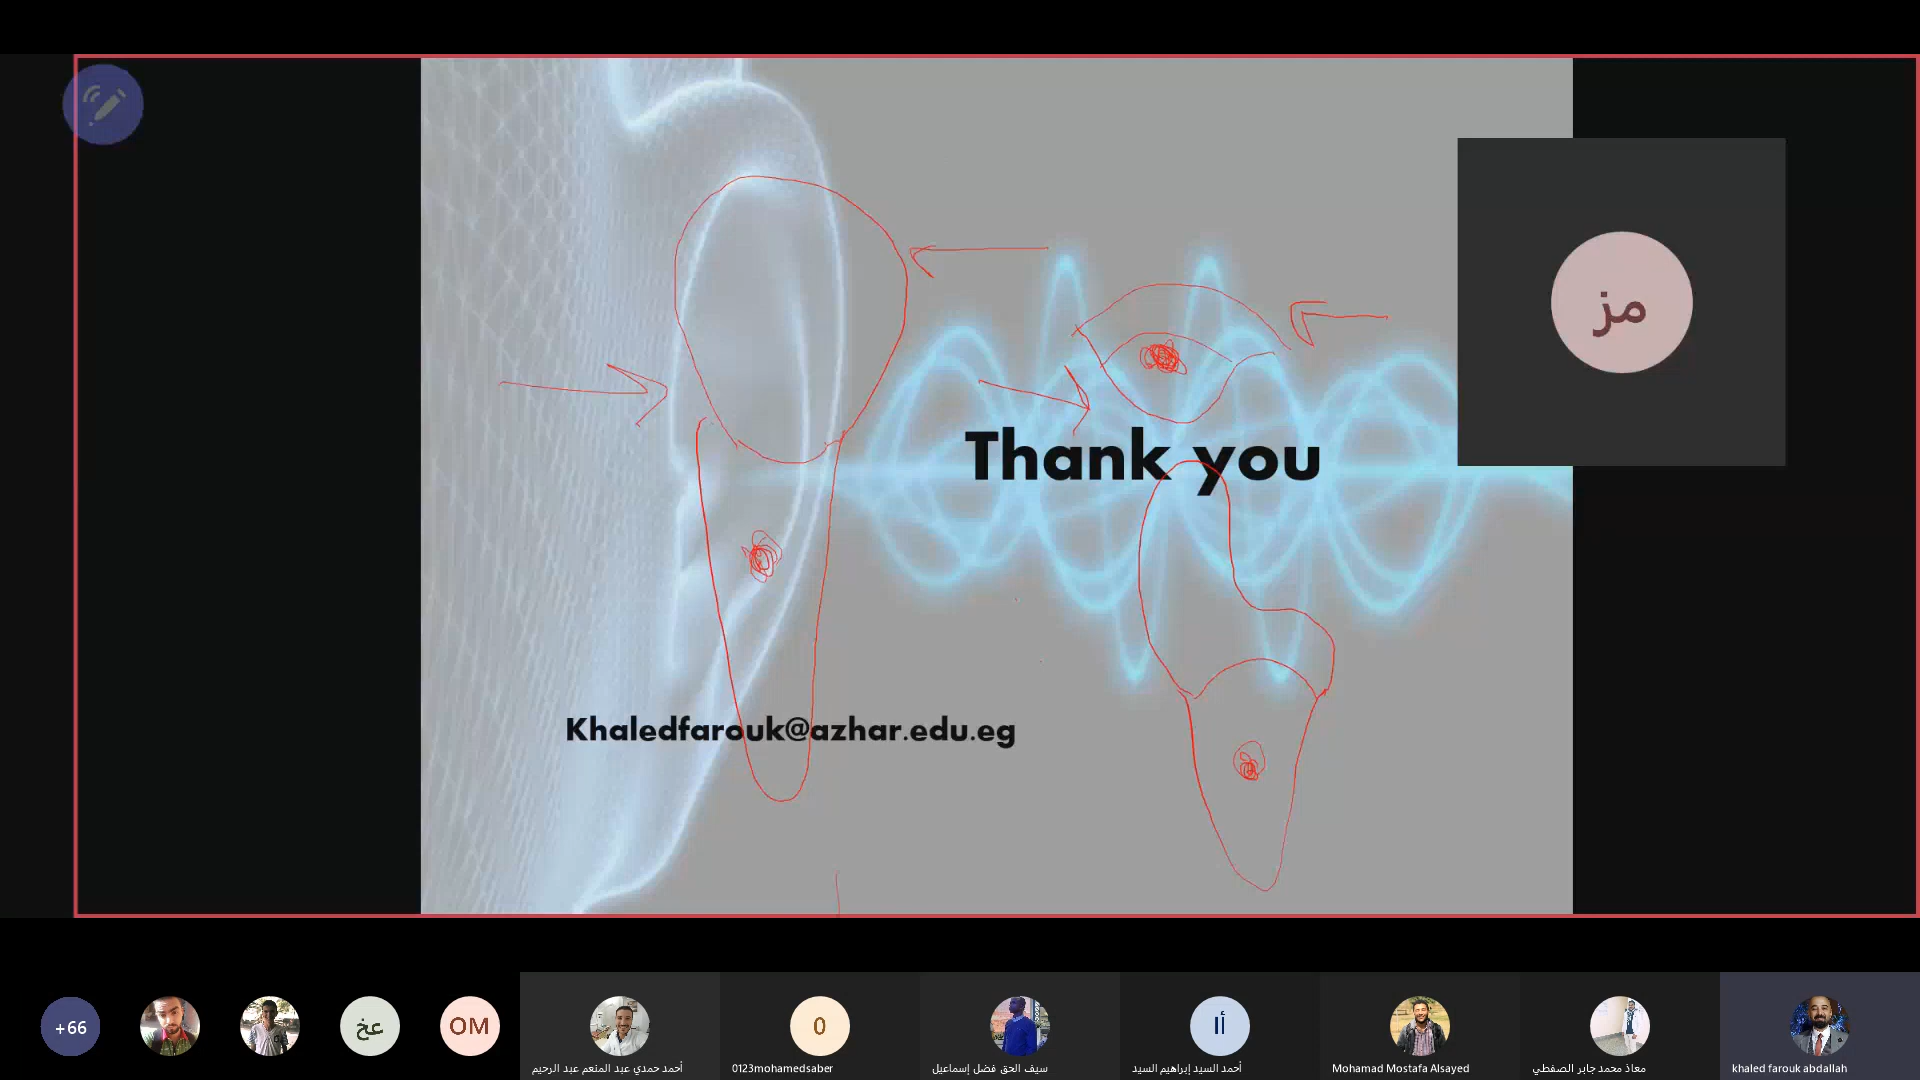 مز
Thank you
Khaledfarouk@azhar.edu.eg
+66
عخ
OM
أحمد حمدي عبد المنعم عبد الرحيم
0
0123mohamedsaber
سيف الحق فضل إسماعيل
أا
أحمد السيد إبراهيم السيد
Mohamad Mostafa Alsayed
معاذ محمد جابر الصفطي
khaled farouk abdallah